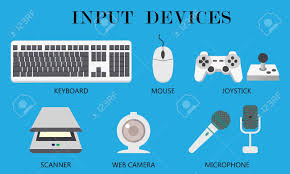 INPUT DEVICES
KEYBOARD
MOUSE
JOYSTICK
SCANNER
WEB CAMERA
MICROPHONE